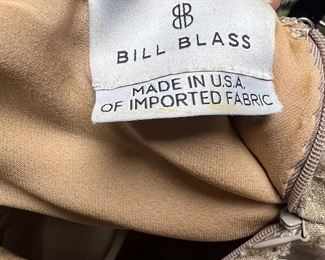 BB
BILL BLASS
MADE IN U.S.A.
OF IMPORTED FABRIC